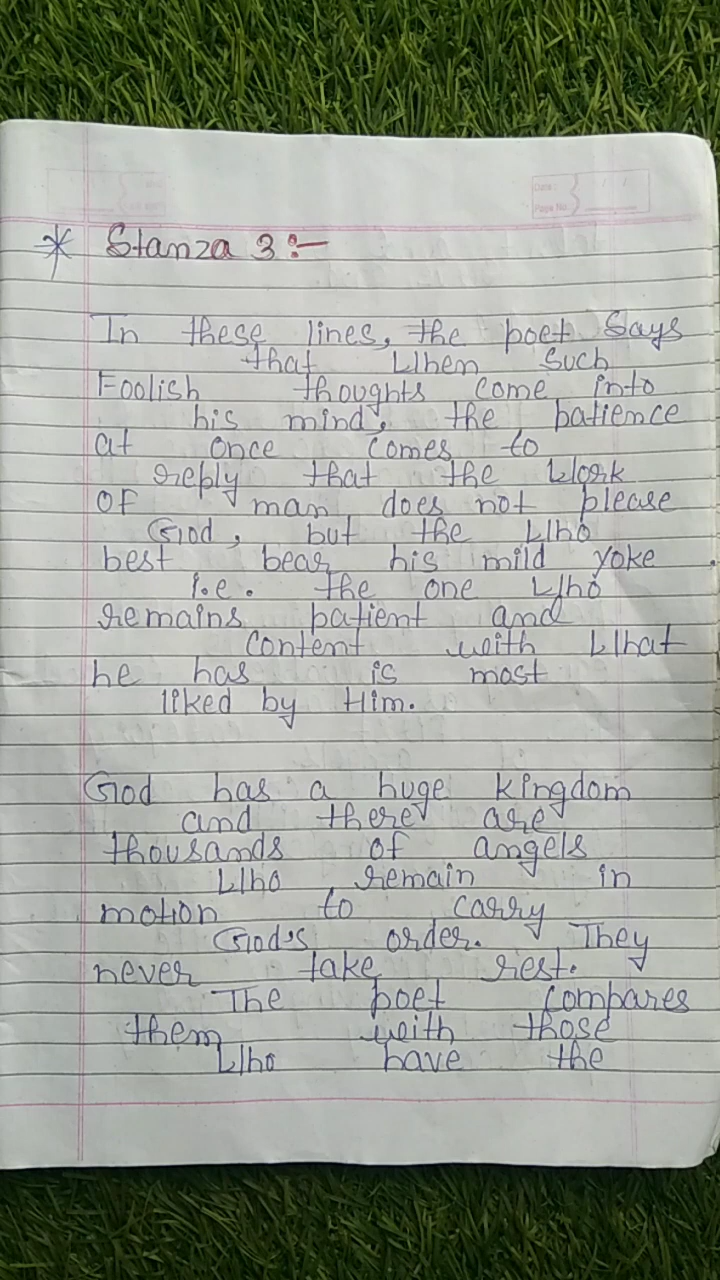 Date :
Page No.
* Stanza 3 :-
In these lines, the poet says
that When such
Foolish thoughts come into
his mind, the patience
at once comes to
reply that the Work
Of man does not please
God, but the Who
best bear his mild yoke
i.e. the one Who
remains patient and
content with What
he has is most
liked by Him.
God has a huge kingdom
and there are
thousands of angels
Who remain in
motion to carry
God's order. They
never take rest.
The poet compares
them with those
Who have the